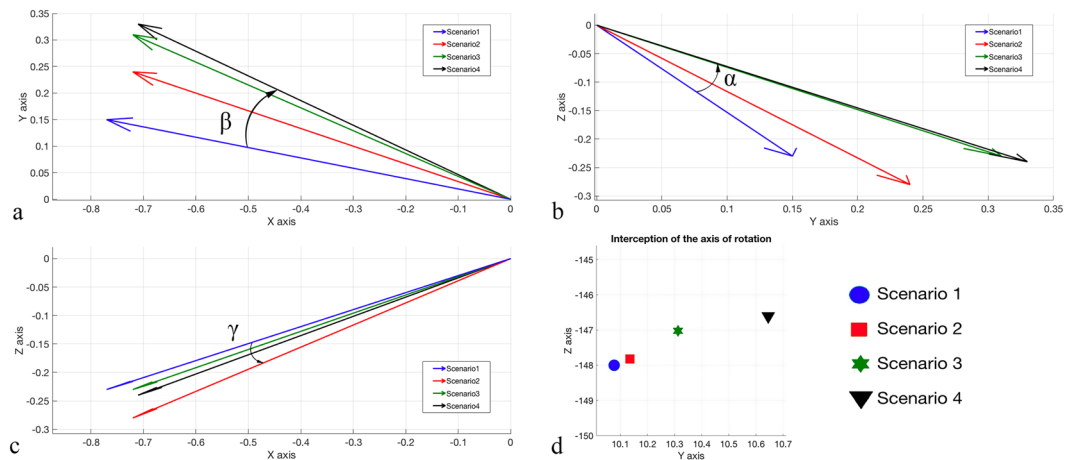 0.35
0.3
0.25
0.2
0.15
0.1
0.05
0
Y axis
-0.8 -0.7 -0.6 -0.5 -0.4 -0.3 -0.2 -0.1 0
X axis
Scenario1
Scenario2
Scenario3
Scenario4
β
a
0
-0.05
-0.1
-0.15
-0.2
-0.25
-0.3
Z axis
0 0.05 0.1 0.15 0.2 0.25 0.3 0.35
Y axis
Scenario1
Scenario2
Scenario3
Scenario4
α
b
0
-0.05
-0.1
-0.15
-0.2
-0.25
-0.3
Z axis
-0.8 -0.7 -0.6 -0.5 -0.4 -0.3 -0.2 -0.1 0
X axis
Scenario1
Scenario2
Scenario3
Scenario4
γ
c
Interception of the axis of rotation
-145
-146
-147
-148
-149
-150
Z axis
10.1 10.2 10.3 10.4 10.5 10.6 10.7
Y axis
d
Scenario 1
Scenario 2
Scenario 3
Scenario 4